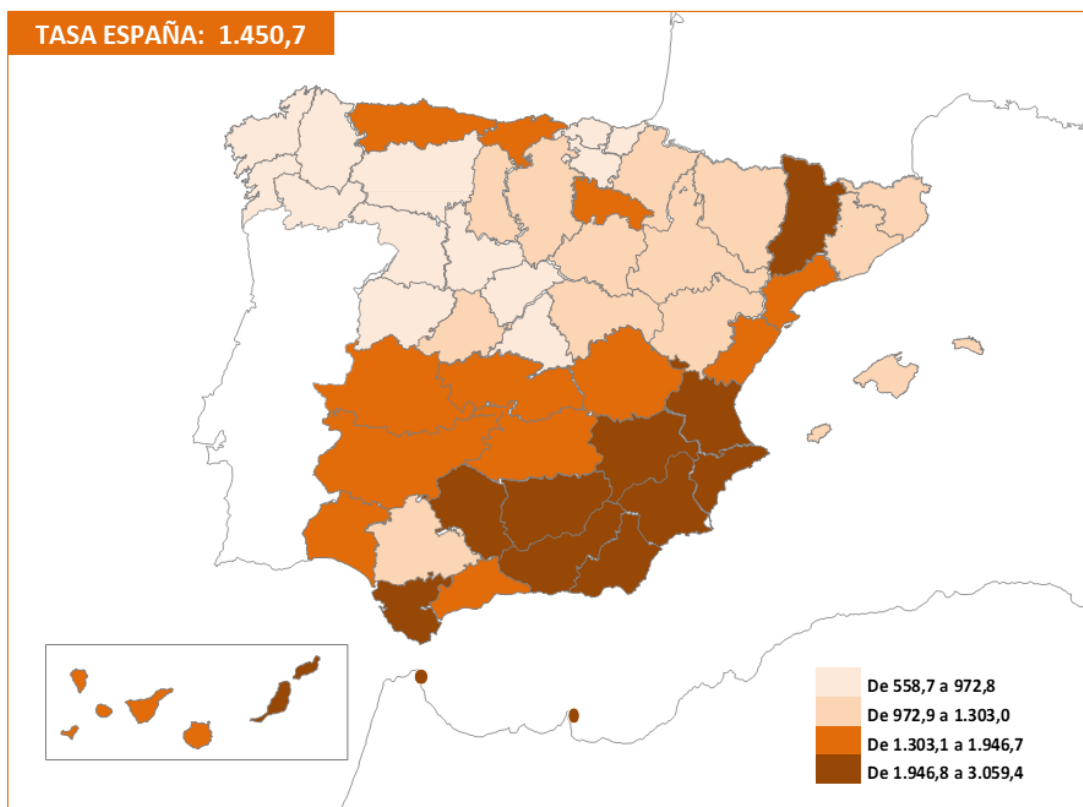 TASA ESPAÑA: 1.450,7
De 558,7 a 972,8
De 972,9 a 1.303,0
De 1.303,1 a 1.946,7
De 1.946,8 a 3.059,4